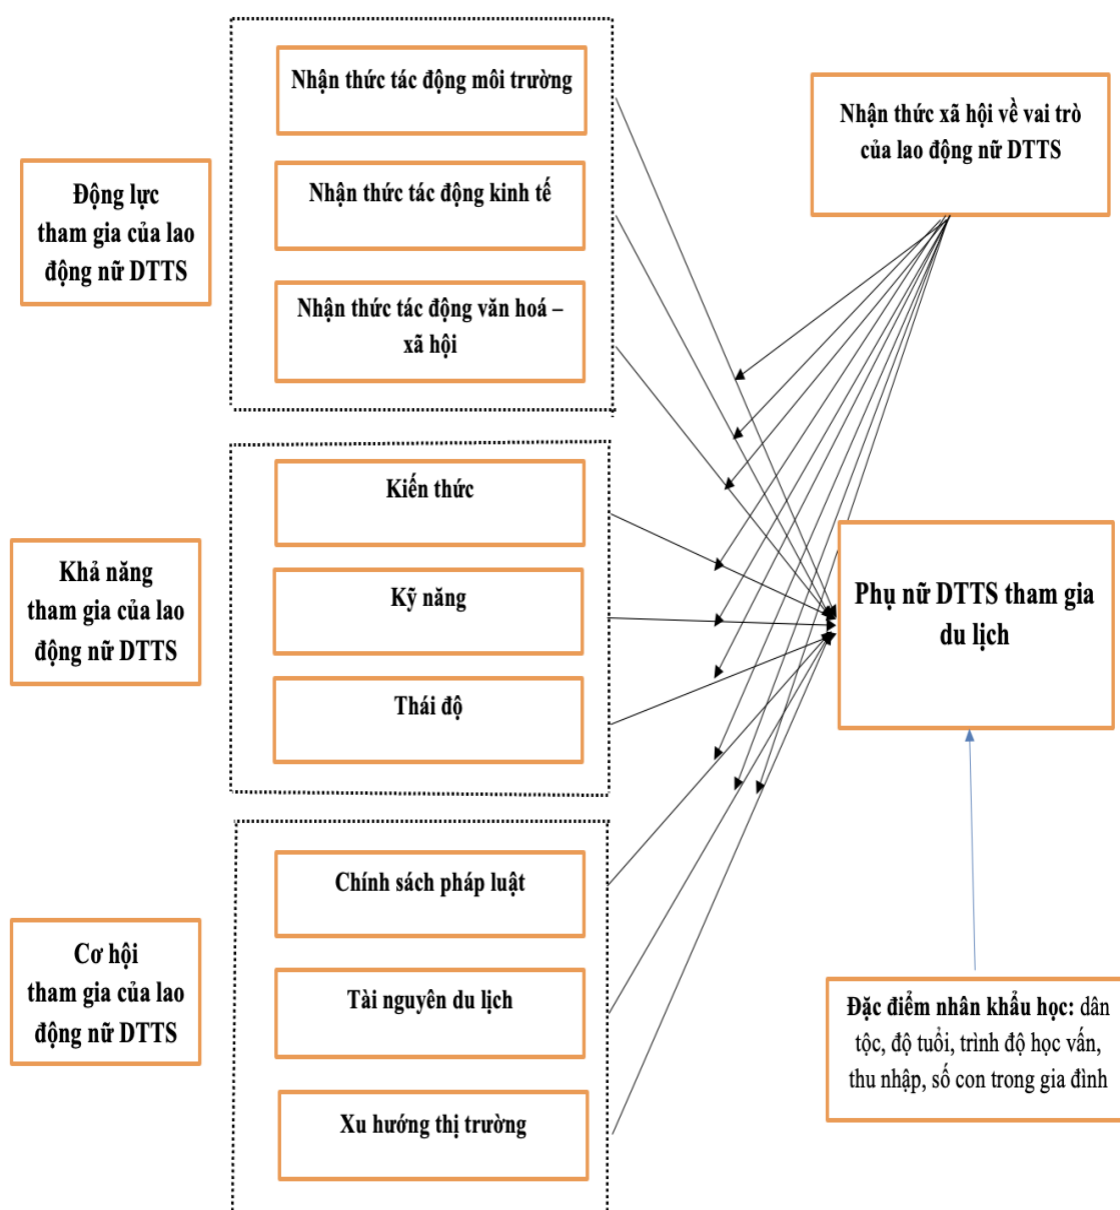 Nhận thức tác động môi trường
Nhận thức xã hội về vai trò
của lao động nữ DTTS
Động lực
tham gia của lao
động nữ DTTS
Nhận thức tác động kinh tế
Nhận thức tác động văn hoá –
xã hội
Kiến thức
Khả năng
tham gia của lao
động nữ DTTS
Kỹ năng
Thái độ
Phụ nữ DTTS tham gia
du lịch
Chính sách pháp luật
Cơ hội
tham gia của lao
động nữ DTTS
Tài nguyên du lịch
Xu hướng thị trường
Đặc điểm nhân khẩu học: dân
tộc, độ tuổi, trình độ học vấn,
thu nhập, số con trong gia đình